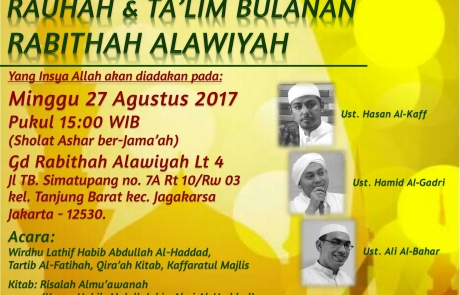 RAUHAH & TA'LIM BULANAN
RABITHAH ALAWIYAH
Yang Insya Allah akan diadakan pada:
Minggu 27 Agustus 2017
Pukul 15:00 WIB
(Sholat Ashar ber-Jama'ah)
Gd Rabithah Alawiyah Lt 4
Jl TB. Simatupang no. 7A Rt 10/Rw 03
kel. Tanjung Barat kec. Jagakarsa
Jakarta - 12530.
Acara:
Wirdhu Lathif Habib Abdullah Al-Haddad,
Tartib Al-Fatihah, Qira'ah Kitab, Kaffaratul Majlis
Kitab: Risalah Almu'awanah
Ust. Hasan Al-Kaff
Ust. Hamid Al-Gadri
Ust. Ali Al-Bahar